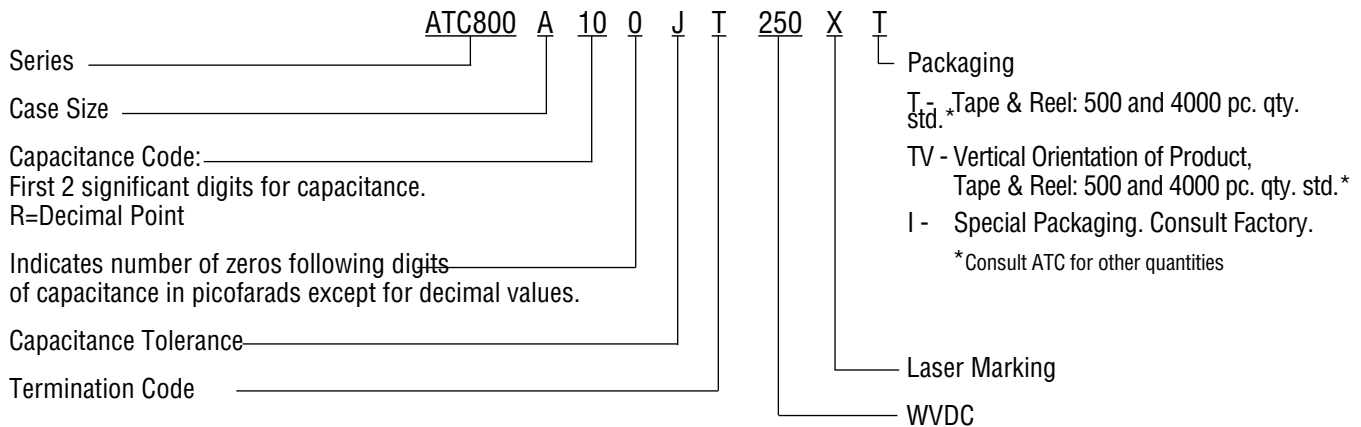 ATC800 A 10 0 J T 250 X T
Series
Case Size
Capacitance Code:
First 2 significant digits for capacitance.
R=Decimal Point
Indicates number of zeros following digits
of capacitance in picofarads except for decimal values.
Capacitance Tolerance
Termination Code
Packaging
T - Tape & Reel: 500 and 4000 pc. qty.
std.*
TV - Vertical Orientation of Product,
Tape & Reel: 500 and 4000 pc. qty. std.*
I - Special Packaging. Consult Factory.
*Consult ATC for other quantities
Laser Marking
WVDC